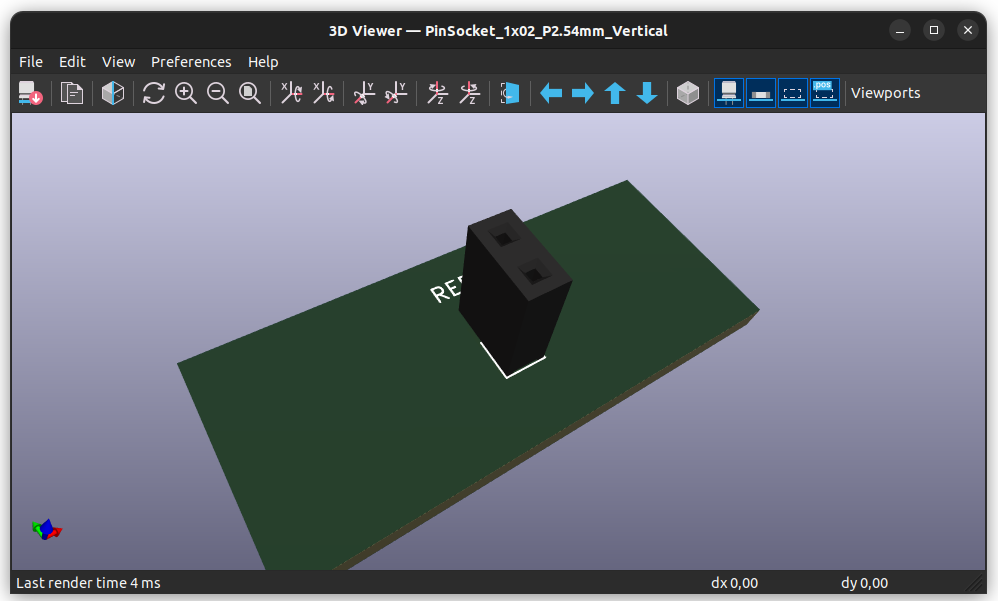 3D Viewer — PinSocket_1x02_P2.54mm_Vertical
File Edit View Preferences Help
X X Y Y Z Z .pos Viewports
Last render time 4 ms dx 0,00 dy 0,00